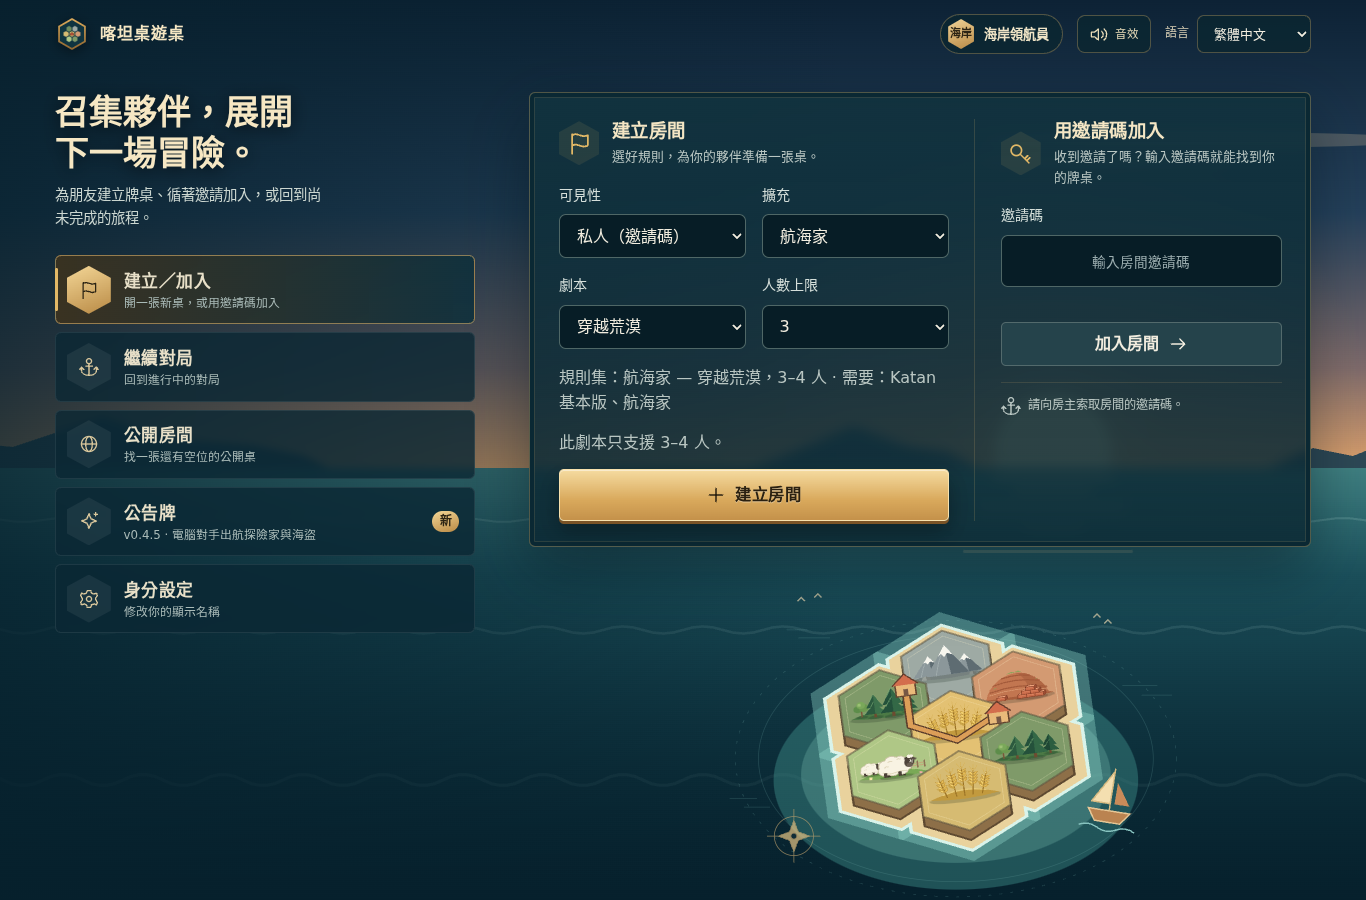 喀坦桌遊桌
海岸 海岸領航員
音效
語言
繁體中文
召集夥伴，展開
下一場冒險。
為朋友建立牌桌、循著邀請加入，或回到尚
未完成的旅程。
建立／加入
開一張新桌，或用邀請碼加入
繼續對局
回到進行中的對局
公開房間
找一張還有空位的公開桌
公告牌
v0.4.5 · 電腦對手出航探險家與海盜
新
身分設定
修改你的顯示名稱
建立房間
選好規則，為你的夥伴準備一張桌。
可見性
擴充
私人（邀請碼）
航海家
劇本
人數上限
穿越荒漠
3
規則集：航海家 — 穿越荒漠，3–4 人 · 需要：Katan
基本版、航海家
此劇本只支援 3–4 人。
建立房間
用邀請碼加入
收到邀請了嗎？輸入邀請碼就能找到你
的牌桌。
邀請碼
輸入房間邀請碼
加入房間
請向房主索取房間的邀請碼。